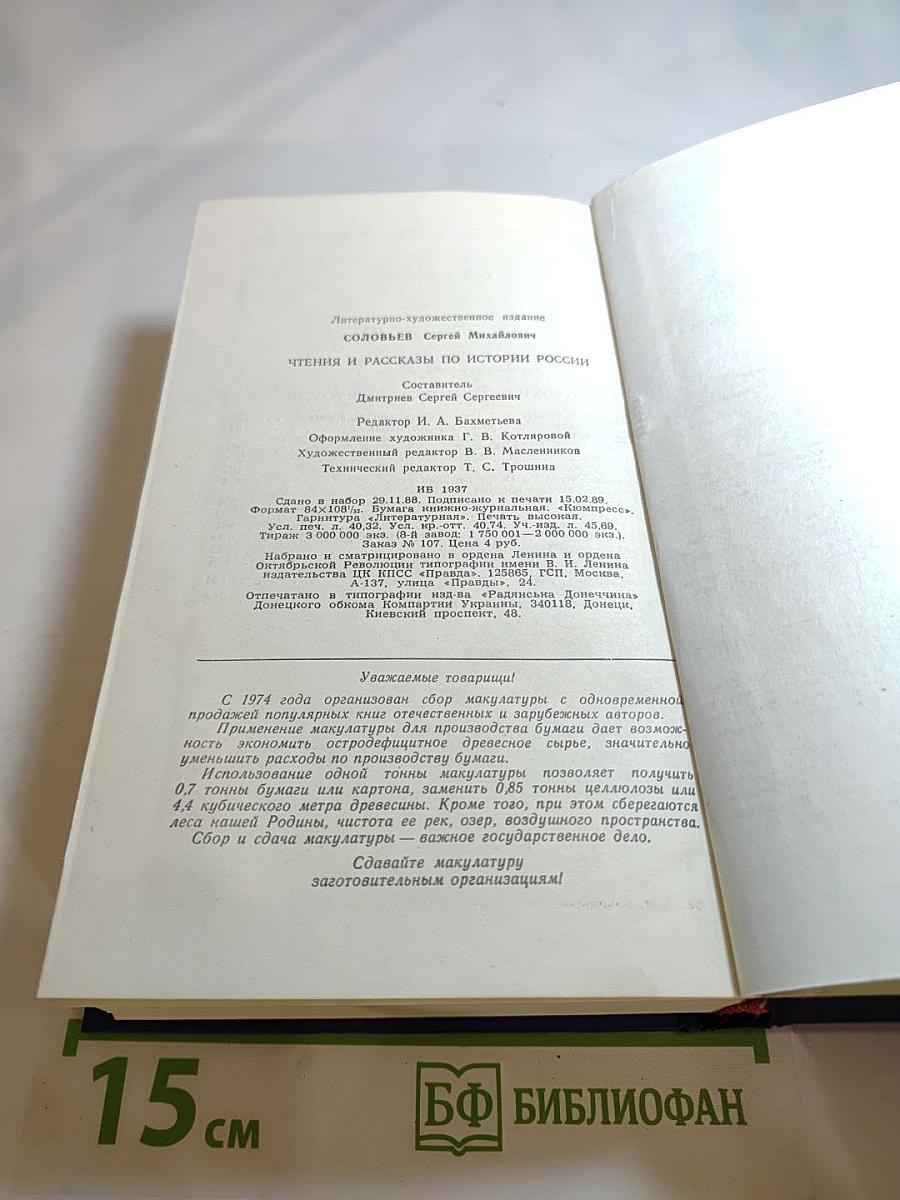 Литературно-художественное издание
СОЛОВЬЕВ Сергей Михайлович
ЧТЕНИЯ И РАССКАЗЫ ПО ИСТОРИИ РОССИИ
Составитель
Дмитриев Сергей Сергеевич
Редактор И. А. Бахметьева
Оформление художника Г. В. Котляровой
Художественный редактор В. В. Масленников
Технический редактор Т. С. Трошина
ИБ 1937
Сдано в набор 29.11.88. Подписано к печати 15.02.89.
Формат 84×108¹/₃₂. Бумага книжно-журнальная. «Кюмпресс».
Гарнитура «Литературная». Печать высокая.
Усл. печ. л. 40,32. Усл. кр.-отт. 40,74. Уч.-изд. л. 45,69.
Тираж 3 000 000 экз. (8-й завод: 1 750 001—2 000 000 экз.).
Заказ № 107. Цена 4 руб.
Набрано и сматрицировано в ордена Ленина и ордена
Октябрьской Революции типографии имени В. И. Ленина
издательства ЦК КПСС «Правда». 125865, ГСП, Москва,
А-137, улица «Правды», 24.
Отпечатано в типографии изд-ва «Радянська Донеччина»
Донецкого обкома Компартии Украины, 340118, Донецк,
Киевский проспект, 48.
Уважаемые товарищи!
С 1974 года организован сбор макулатуры с одновременной
продажей популярных книг отечественных и зарубежных авторов.
Применение макулатуры для производства бумаги дает возмож-
ность экономить остродефицитное древесное сырье, значительно
уменьшить расходы по производству бумаги.
Использование одной тонны макулатуры позволяет получить
0,7 тонны бумаги или картона, заменить 0,85 тонны целлюлозы или
4,4 кубического метра древесины. Кроме того, при этом сберегаются
леса нашей Родины, чистота ее рек, озер, воздушного пространства.
Сбор и сдача макулатуры — важное государственное дело.
Сдавайте макулатуру
заготовительным организациям!
15 см
БФ БИБЛИОФАН